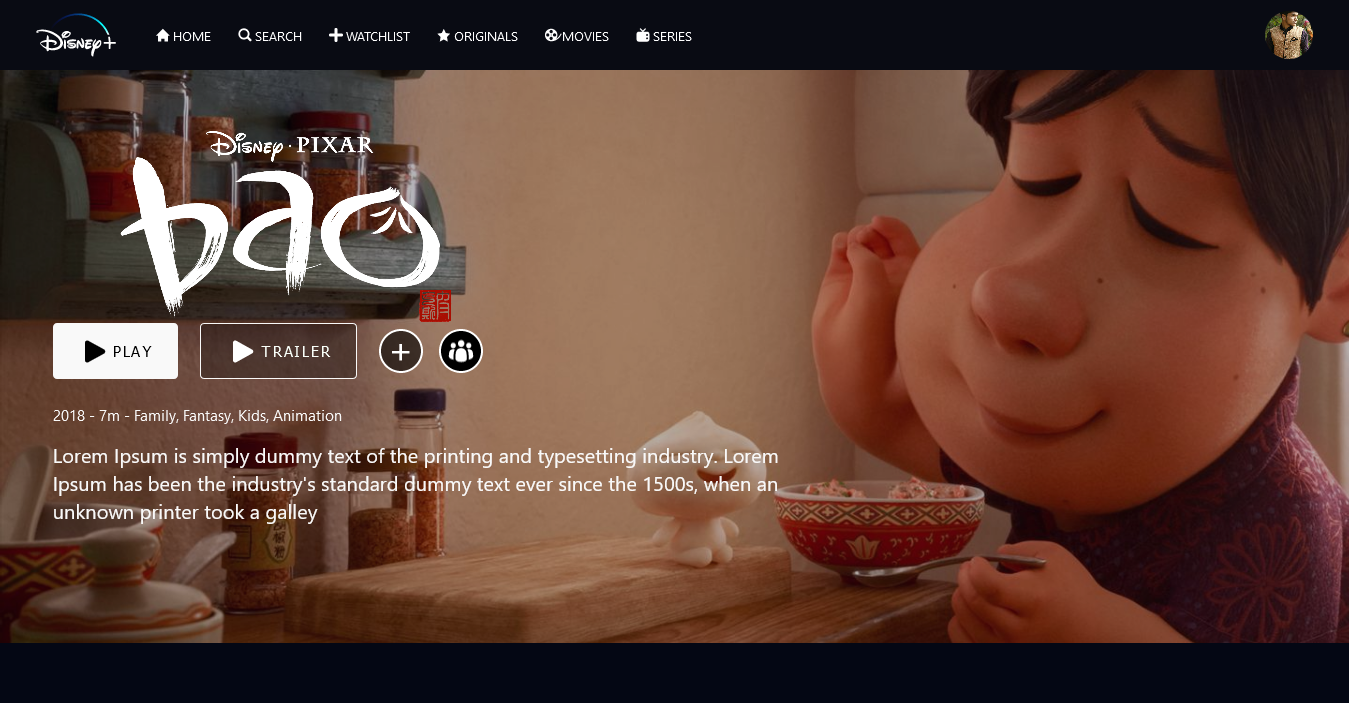 Disney+
HOME
SEARCH
WATCHLIST
ORIGINALS
MOVIES
SERIES
Disney · PIXAR
bao
PLAY
TRAILER
2018 - 7m - Family, Fantasy, Kids, Animation
Lorem Ipsum is simply dummy text of the printing and typesetting industry. Lorem
Ipsum has been the industry's standard dummy text ever since the 1500s, when an
unknown printer took a galley